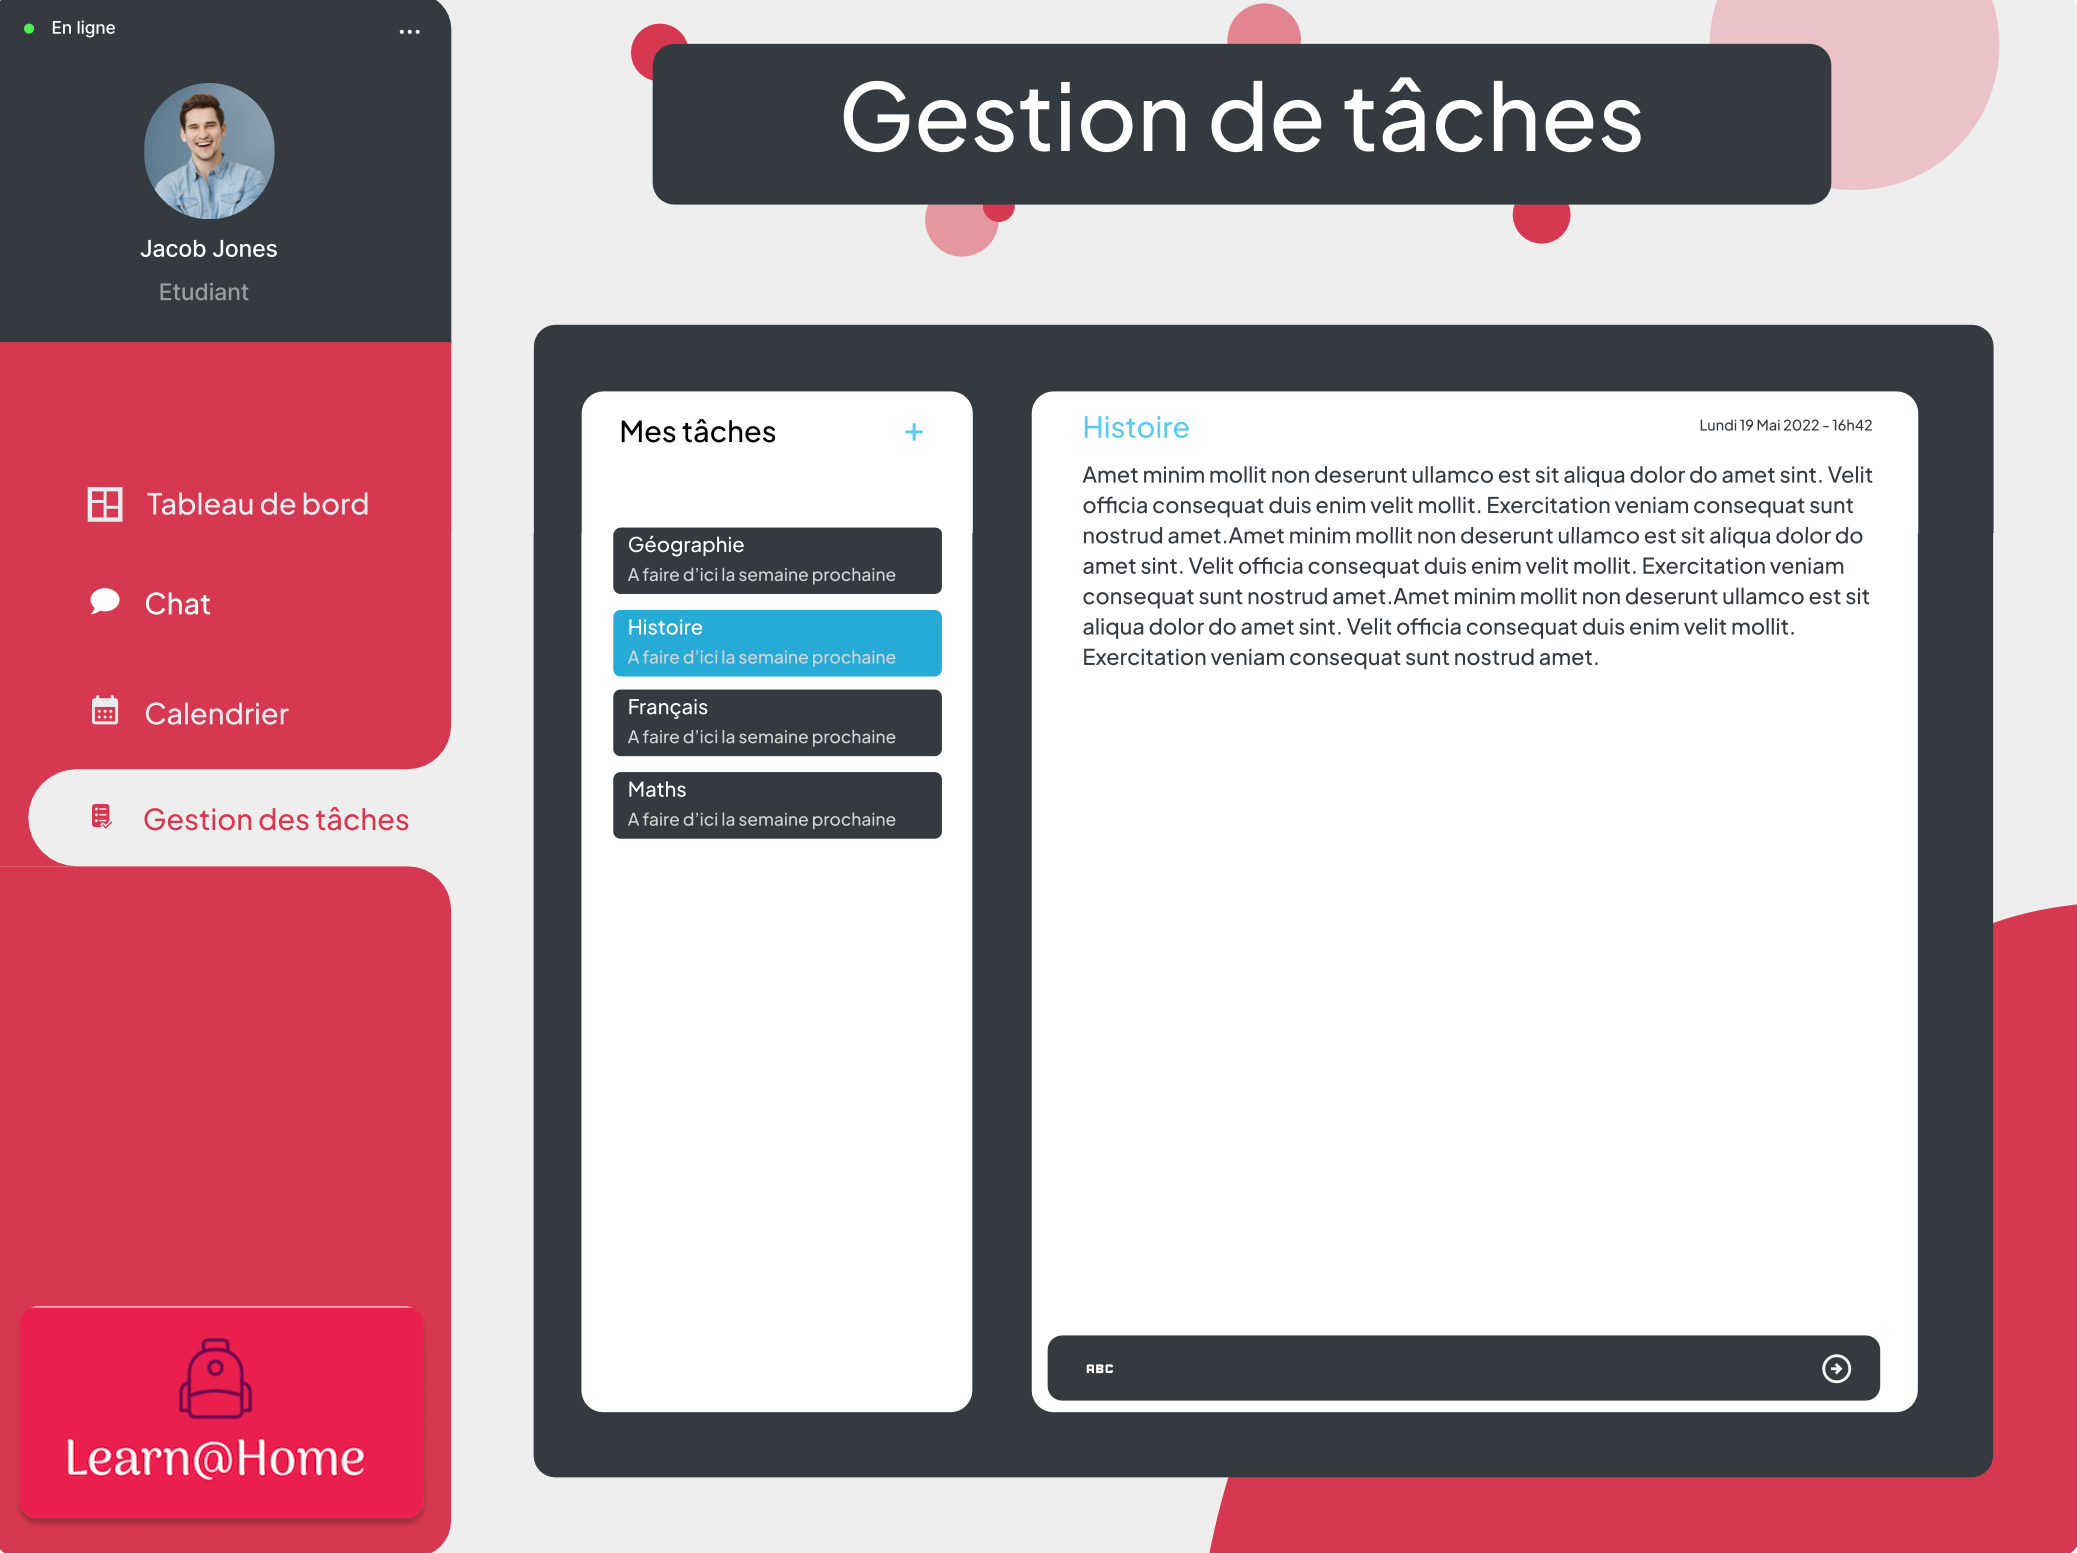 En ligne
Jacob Jones
Etudiant
Tableau de bord
Chat
Calendrier
Gestion des tâches
Learn@Home
Gestion de tâches
Mes tâches
Géographie
A faire d’ici la semaine prochaine
Histoire
A faire d’ici la semaine prochaine
Français
A faire d’ici la semaine prochaine
Maths
A faire d’ici la semaine prochaine
Histoire
Lundi 19 Mai 2022 - 16h42
Amet minim mollit non deserunt ullamco est sit aliqua dolor do amet sint. Velit
officia consequat duis enim velit mollit. Exercitation veniam consequat sunt
nostrud amet.Amet minim mollit non deserunt ullamco est sit aliqua dolor do
amet sint. Velit officia consequat duis enim velit mollit. Exercitation veniam
consequat sunt nostrud amet.Amet minim mollit non deserunt ullamco est sit
aliqua dolor do amet sint. Velit officia consequat duis enim velit mollit.
Exercitation veniam consequat sunt nostrud amet.
ABC